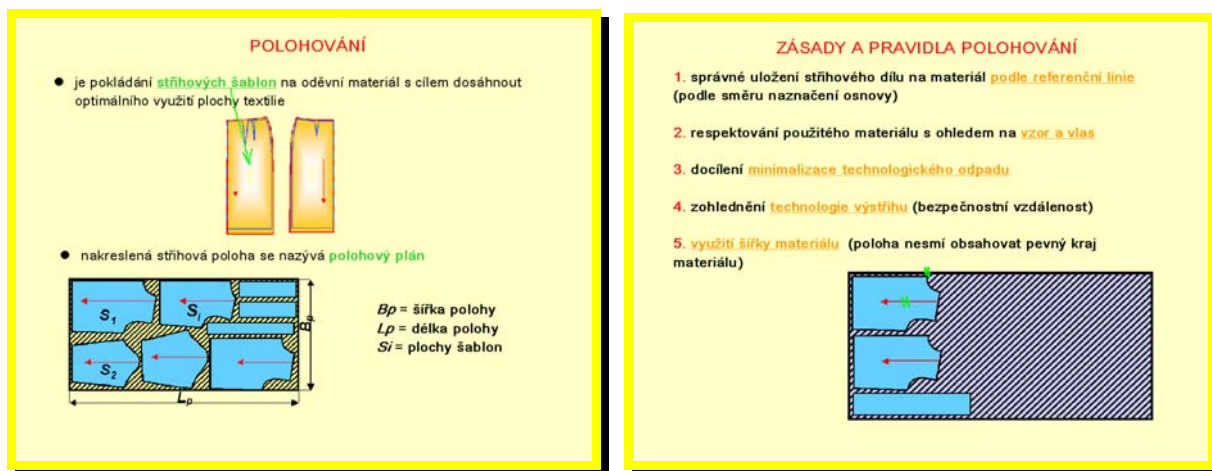 POLOHOVÁNÍ
● je pokládání střihových šablon na oděvní materiál s cílem dosáhnout
optimálního využití plochy textilie
● nakreslená střihová poloha se nazývá polohový plán
S1
Si
S2
Bp
Lp
Bp = šířka polohy
Lp = délka polohy
Si = plochy šablon
ZÁSADY A PRAVIDLA POLOHOVÁNÍ
1. správné uložení střihového dílu na materiál podle referenční linie
(podle směru naznačení osnovy)
2. respektování použitého materiálu s ohledem na vzor a vlas
3. docílení minimalizace technologického odpadu
4. zohlednění technologie výstřihu (bezpečnostní vzdálenost)
5. využití šířky materiálu (poloha nesmí obsahovat pevný kraj
materiálu)